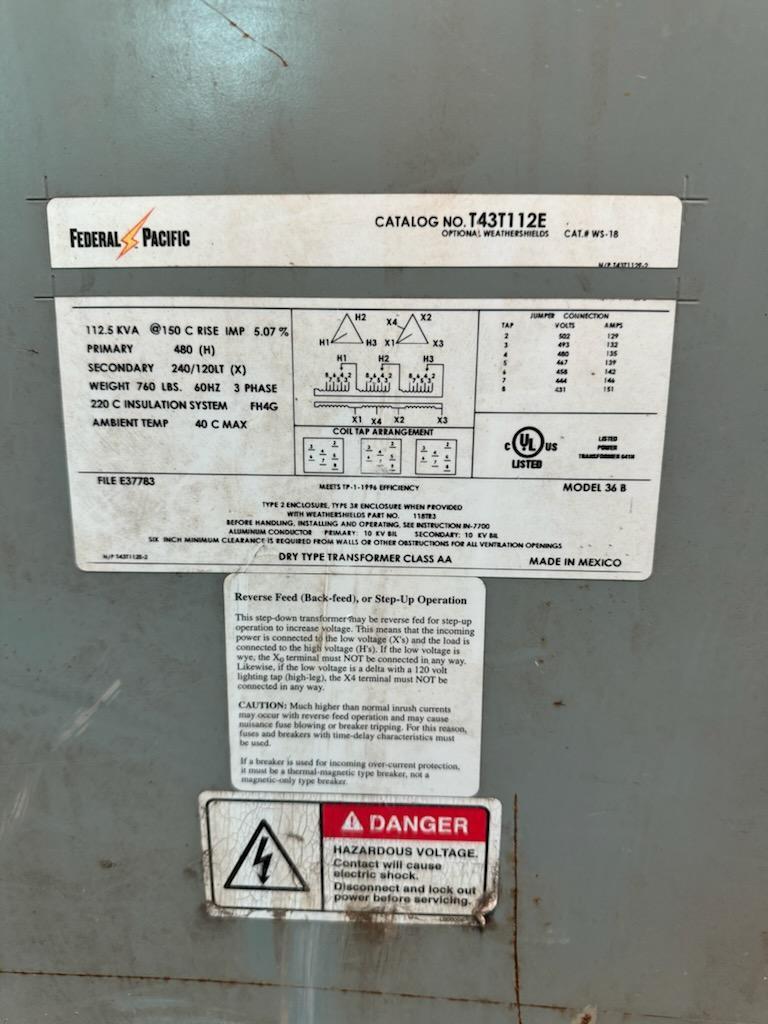 FEDERAL PACIFIC
CATALOG NO. T43T112E
OPTIONAL WEATHERSHIELDS CAT.# WS-18
N/P T43T112E-2
112.5 KVA @150 C RISE IMP 5.07 %
PRIMARY 480 (H)
SECONDARY 240/120LT (X)
WEIGHT 760 LBS. 60HZ 3 PHASE
220 C INSULATION SYSTEM FH4G
AMBIENT TEMP 40 C MAX
H2 X4 X2
H1 H3 X1 X3
H1 H2 H3
X1 X4 X2 X3
COIL TAP ARRANGEMENT
JUMPER CONNECTION
TAP VOLTS AMPS
2 502 129
3 493 132
4 480 135
5 467 139
6 458 142
7 444 146
8 431 151
C UL US
LISTED
LISTED
POWER
TRANSFORMER 641H
FILE E37783
MEETS TP-1-1996 EFFICIENCY
MODEL 36 B
TYPE 2 ENCLOSURE, TYPE 3R ENCLOSURE WHEN PROVIDED
WITH WEATHERSHIELDS PART NO. 118TR3
BEFORE HANDLING, INSTALLING AND OPERATING, SEE INSTRUCTION IN-7700
ALUMINUM CONDUCTOR PRIMARY: 10 KV BIL SECONDARY: 10 KV BIL
SIX INCH MINIMUM CLEARANCE IS REQUIRED FROM WALLS OR OTHER OBSTRUCTIONS FOR ALL VENTILATION OPENINGS
N/P T43T112E-2
DRY TYPE TRANSFORMER CLASS AA
MADE IN MEXICO
Reverse Feed (Back-feed), or Step-Up Operation
This step-down transformer may be reverse fed for step-up
operation to increase voltage. This means that the incoming
power is connected to the low voltage (X's) and the load is
connected to the high voltage (H's). If the low voltage is
wye, the X0 terminal must NOT be connected in any way.
Likewise, if the low voltage is a delta with a 120 volt
lighting tap (high-leg), the X4 terminal must NOT be
connected in any way.
CAUTION: Much higher than normal inrush currents
may occur with reverse feed operation and may cause
nuisance fuse blowing or breaker tripping. For this reason,
fuses and breakers with time-delay characteristics must
be used.
If a breaker is used for incoming over-current protection,
it must be a thermal-magnetic type breaker, not a
magnetic-only type breaker.
DANGER
HAZARDOUS VOLTAGE.
Contact will cause
electric shock.
Disconnect and lock out
power before servicing.